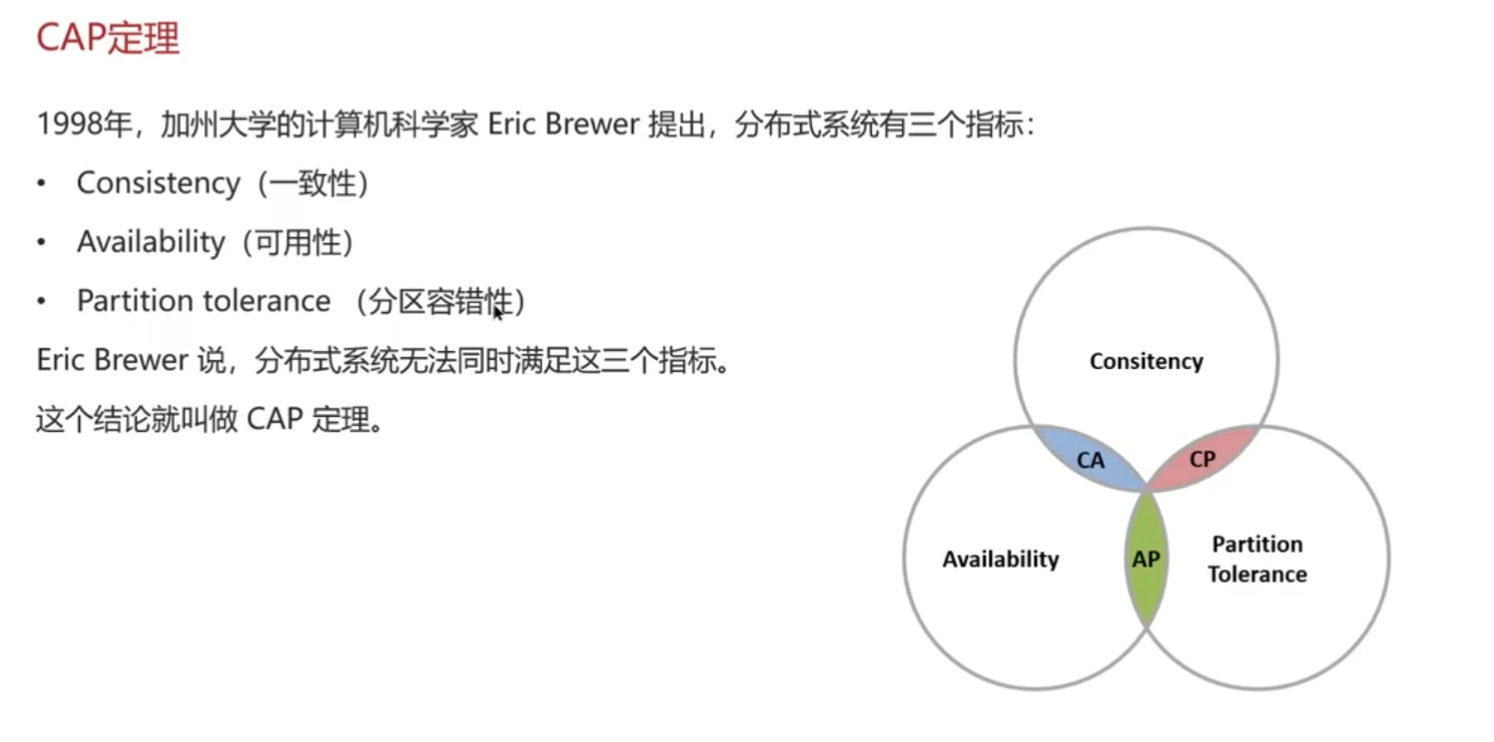 CAP定理
1998年，加州大学的计算机科学家 Eric Brewer 提出，分布式系统有三个指标：
• Consistency（一致性）
• Availability（可用性）
• Partition tolerance （分区容错性）
Eric Brewer 说，分布式系统无法同时满足这三个指标。
这个结论就叫做 CAP 定理。
Consitency
CA
CP
Availability
AP
Partition
Tolerance